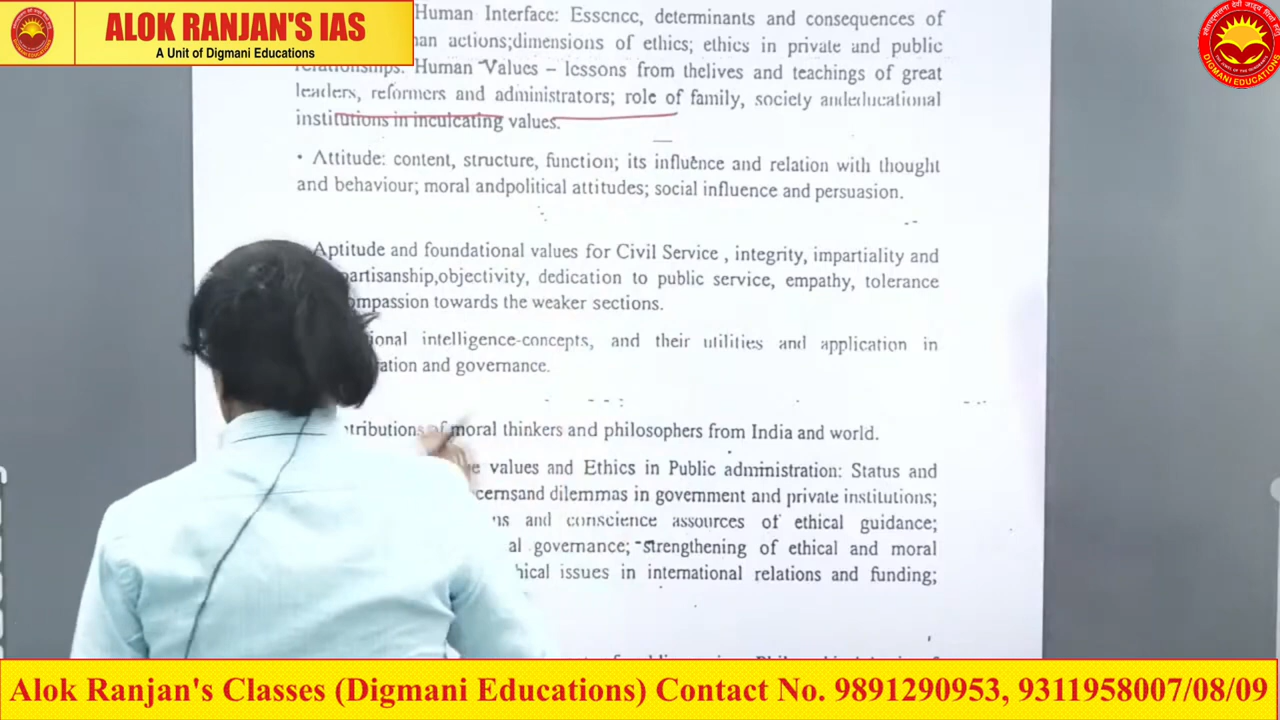 ALOK RANJAN'S IAS
A Unit of Digmani Educations
DIGMANI EDUCATIONS
Human Interface: Essence, determinants and consequences of
actions;dimensions of ethics; ethics in private and public
relationships. Human Values – lessons from thelives and teachings of great
leaders, reformers and administrators; role of family, society andeducational
institutions in inculcating values.
• Attitude: content, structure, function; its influence and relation with thought
and behaviour; moral andpolitical attitudes; social influence and persuasion.
Aptitude and foundational values for Civil Service , integrity, impartiality and
partisanship,objectivity, dedication to public service, empathy, tolerance
ompassion towards the weaker sections.
ional intelligence-concepts, and their utilities and application in
ration and governance.
tributions of moral thinkers and philosophers from India and world.
values and Ethics in Public administration: Status and
cernsand dilemmas in government and private institutions;
ns and conscience assources of ethical guidance;
al governance; strengthening of ethical and moral
hical issues in international relations and funding;
Alok Ranjan's Classes (Digmani Educations) Contact No. 9891290953, 9311958007/08/09